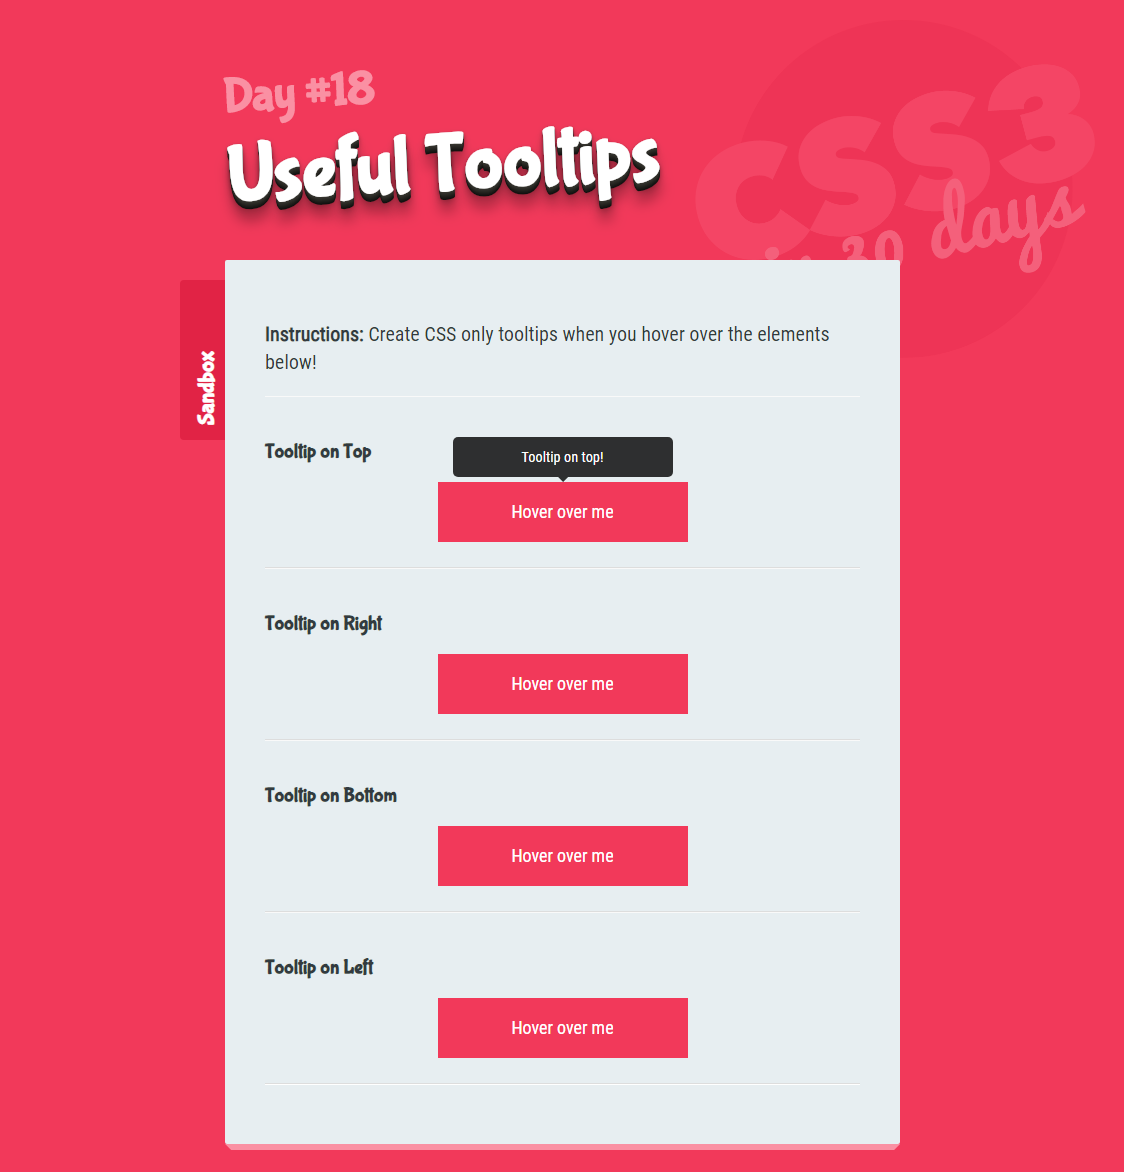 Day #18
Useful Tooltips
CSS3
in 30 days
Sandbox
Instructions: Create CSS only tooltips when you hover over the elements
below!
Tooltip on Top
Tooltip on top!
Hover over me
Tooltip on Right
Hover over me
Tooltip on Bottom
Hover over me
Tooltip on Left
Hover over me